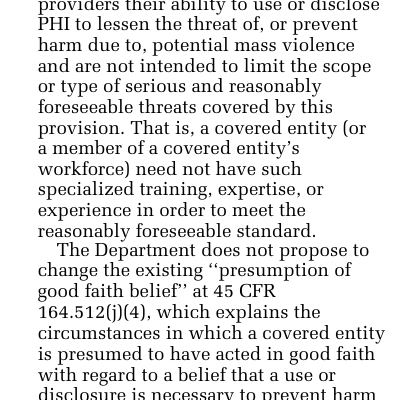 providers their ability to use or disclose
PHI to lessen the threat of, or prevent
harm due to, potential mass violence
and are not intended to limit the scope
or type of serious and reasonably
foreseeable threats covered by this
provision. That is, a covered entity (or
a member of a covered entity’s
workforce) need not have such
specialized training, expertise, or
experience in order to meet the
reasonably foreseeable standard.
The Department does not propose to
change the existing ‘‘presumption of
good faith belief’’ at 45 CFR
164.512(j)(4), which explains the
circumstances in which a covered entity
is presumed to have acted in good faith
with regard to a belief that a use or
disclosure is necessary to prevent harm